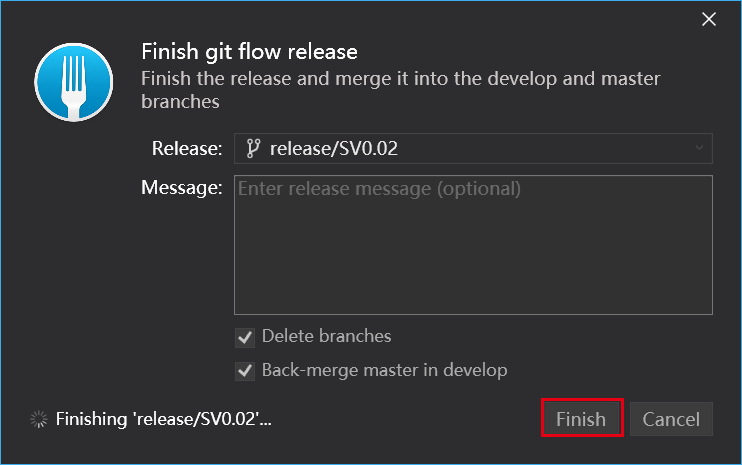 Finish git flow release
Finish the release and merge it into the develop and master
branches
Release: release/SV0.02
Message: Enter release message (optional)
Delete branches
Back-merge master in develop
Finishing 'release/SV0.02'... Finish Cancel